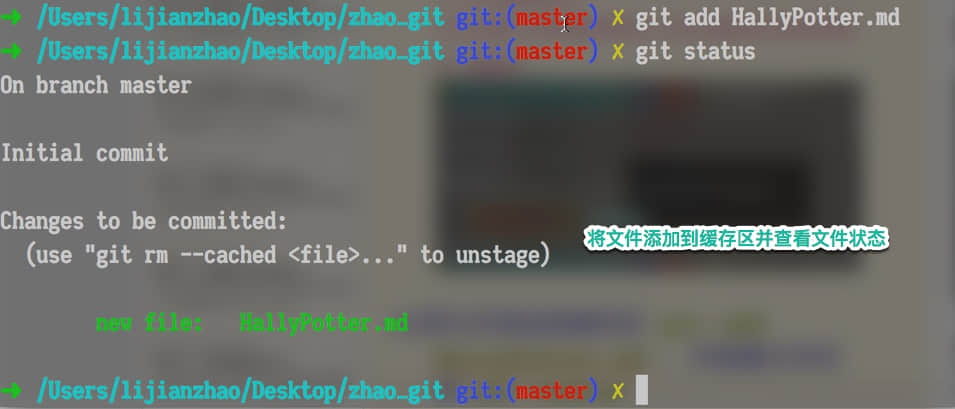 ➜ /Users/lijianzhao/Desktop/zhao_git git:(master) ✗ git add HallyPotter.md
➜ /Users/lijianzhao/Desktop/zhao_git git:(master) ✗ git status
On branch master
Initial commit
Changes to be committed:
(use "git rm --cached <file>..." to unstage)
将文件添加到缓存区并查看文件状态
new file: HallyPotter.md
➜ /Users/lijianzhao/Desktop/zhao_git git:(master) ✗